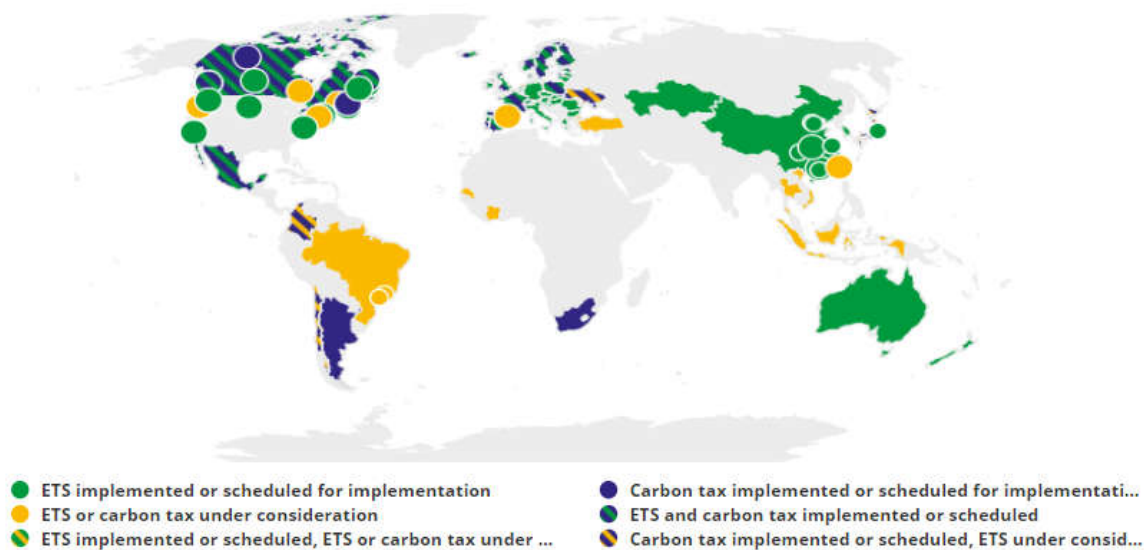 ETS implemented or scheduled for implementation
Carbon tax implemented or scheduled for implementati...
ETS or carbon tax under consideration
ETS and carbon tax implemented or scheduled
ETS implemented or scheduled, ETS or carbon tax under ...
Carbon tax implemented or scheduled, ETS under consid...